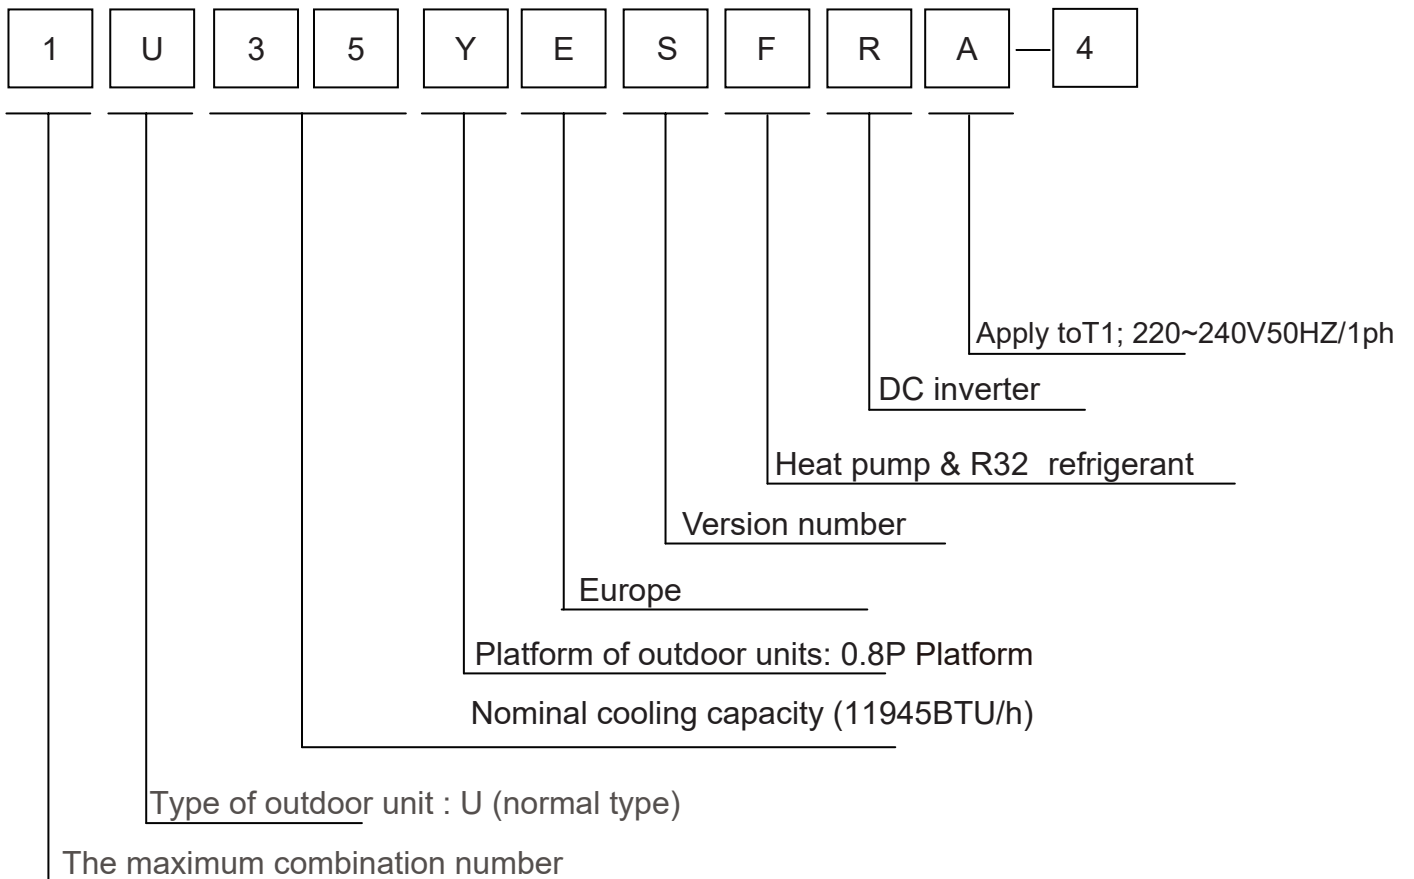 1 U 3 5 Y E S F R A — 4
Apply toT1; 220~240V50HZ/1ph
DC inverter
Heat pump & R32 refrigerant
Version number
Europe
Platform of outdoor units: 0.8P Platform
Nominal cooling capacity (11945BTU/h)
Type of outdoor unit : U (normal type)
The maximum combination number